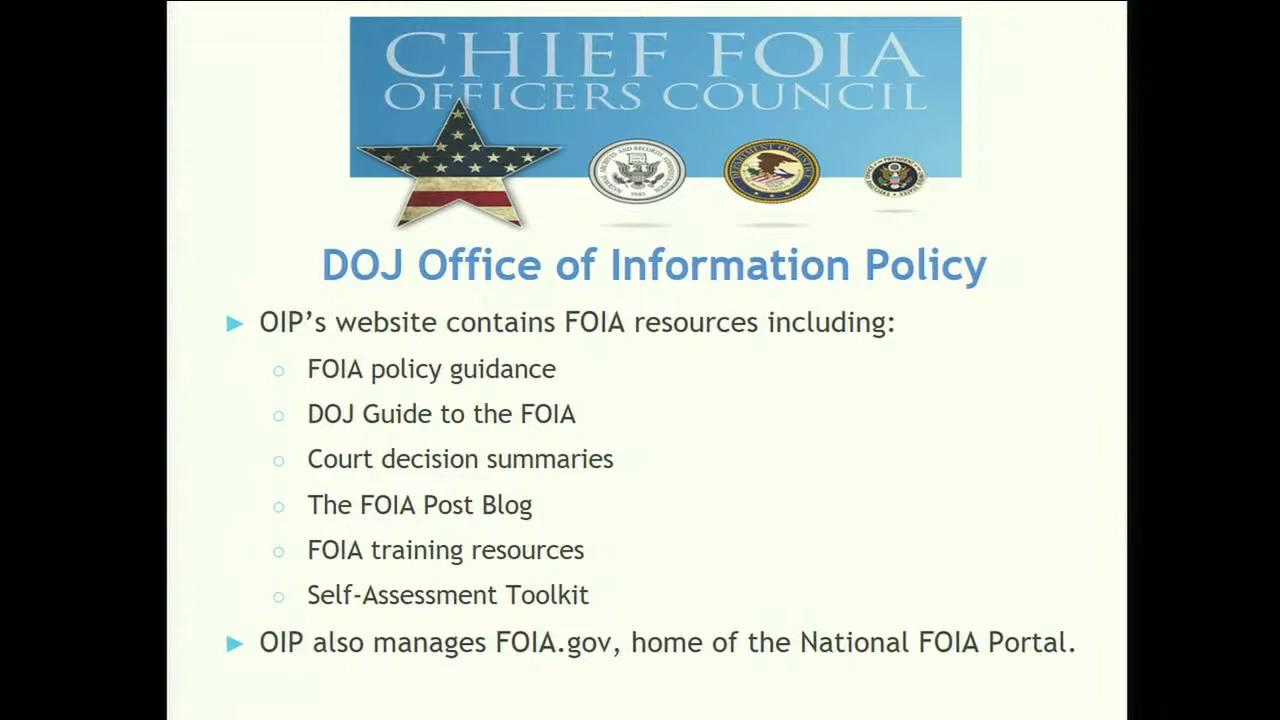 CHIEF FOIA
OFFICERS COUNCIL
DOJ Office of Information Policy
► OIP’s website contains FOIA resources including:
○ FOIA policy guidance
○ DOJ Guide to the FOIA
○ Court decision summaries
○ The FOIA Post Blog
○ FOIA training resources
○ Self-Assessment Toolkit
► OIP also manages FOIA.gov, home of the National FOIA Portal.